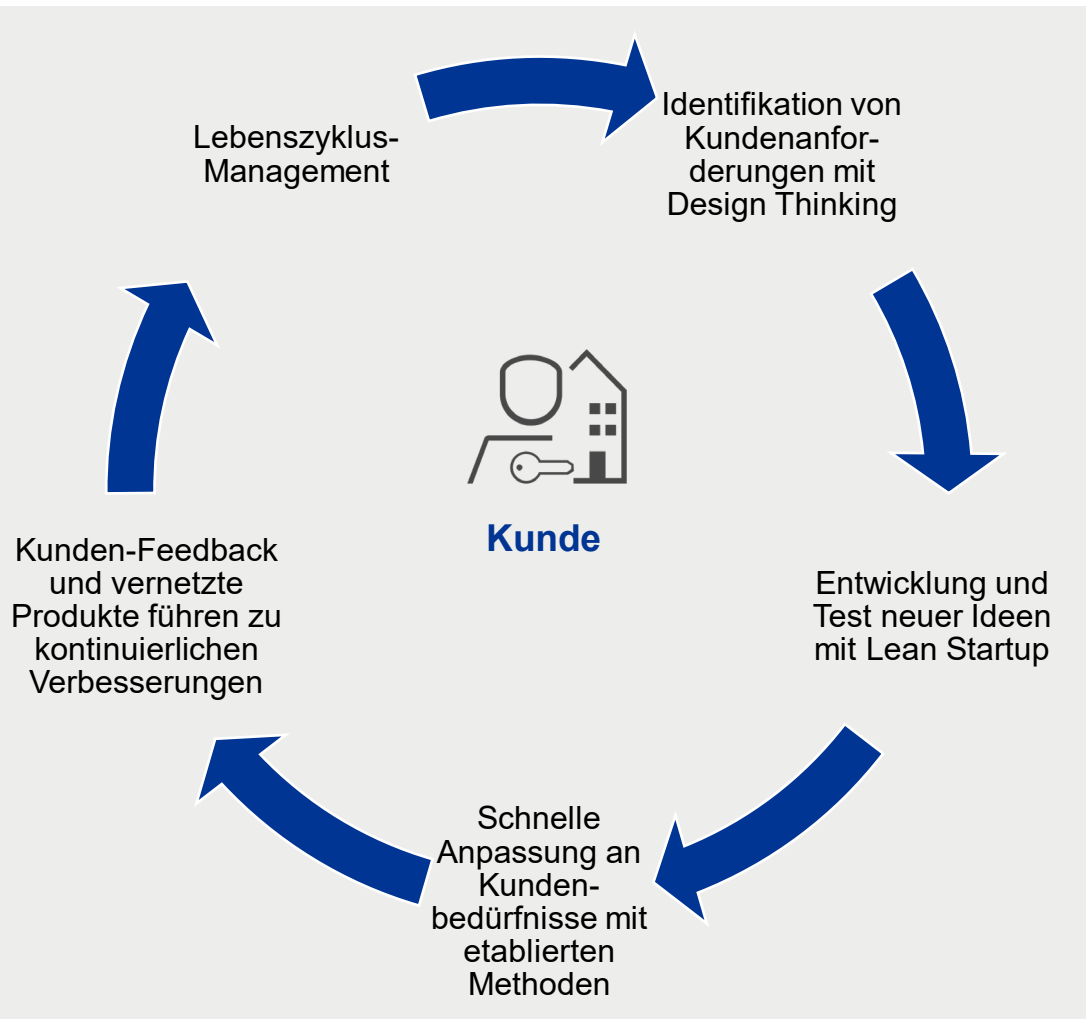 Lebenszyklus-
Management
Identifikation von
Kundenanfor-
derungen mit
Design Thinking
Kunde
Entwicklung und
Test neuer Ideen
mit Lean Startup
Schnelle
Anpassung an
Kunden-
bedürfnisse mit
etablierten
Methoden
Kunden-Feedback
und vernetzte
Produkte führen zu
kontinuierlichen
Verbesserungen